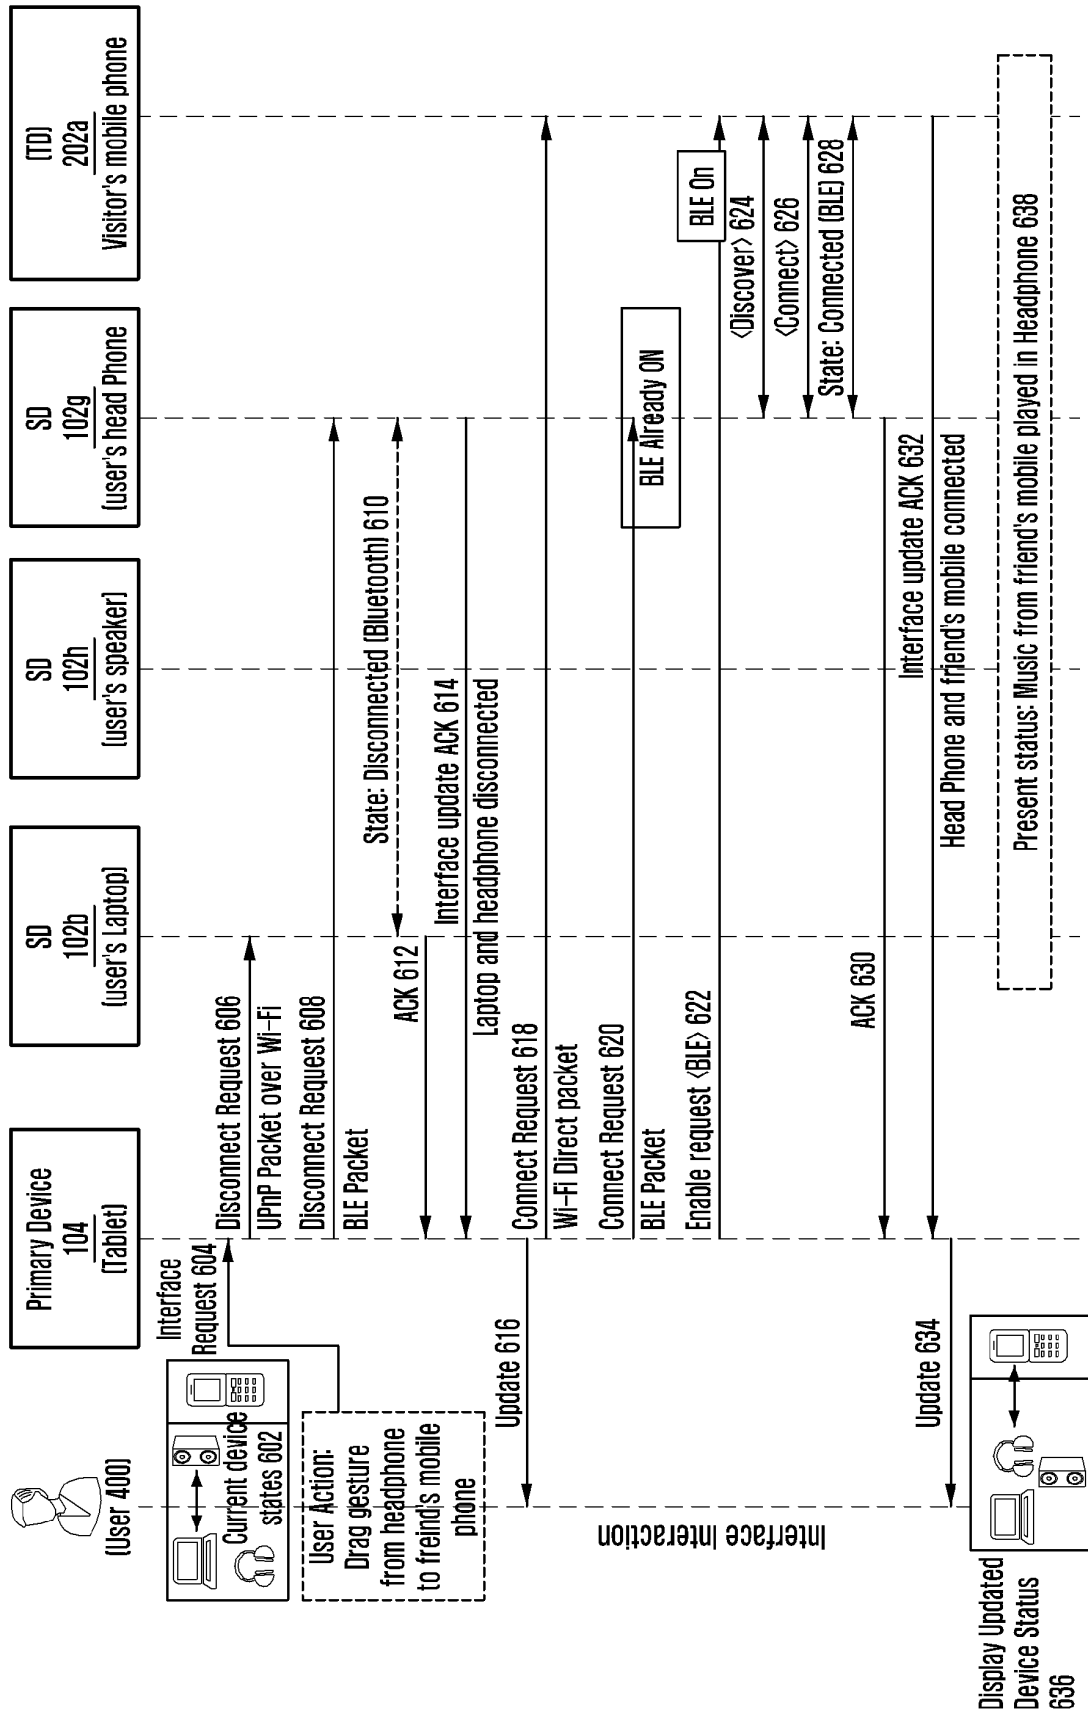 (User 400)
Primary Device
104
(Tablet)
SD
102b
(user's Laptop)
SD
102h
(user's speaker)
SD
102g
(user's head Phone
(TD)
202a
Visitor's mobile phone
Current device
states 602
Interface
Request 604
User Action:
Drag gesture
from headphone
to freind's mobile
phone
Disconnect Request 606
UPnP Packet over Wi-Fi
Disconnect Request 608
BLE Packet
State: Disconnected (Bluetooth) 610
ACK 612
Interface update ACK 614
Laptop and headphone disconnected
Update 616
Connect Request 618
Wi-Fi Direct packet
Connect Request 620
BLE Packet
BLE Already ON
Enable request <BLE> 622
BLE On
<Discover> 624
<Connect> 626
State: Connected (BLE) 628
Interface Interaction
ACK 630
Interface update ACK 632
Head Phone and friend's mobile connected
Update 634
Display Updated
Device Status
636
Present status: Music from friend's mobile played in Headphone 638